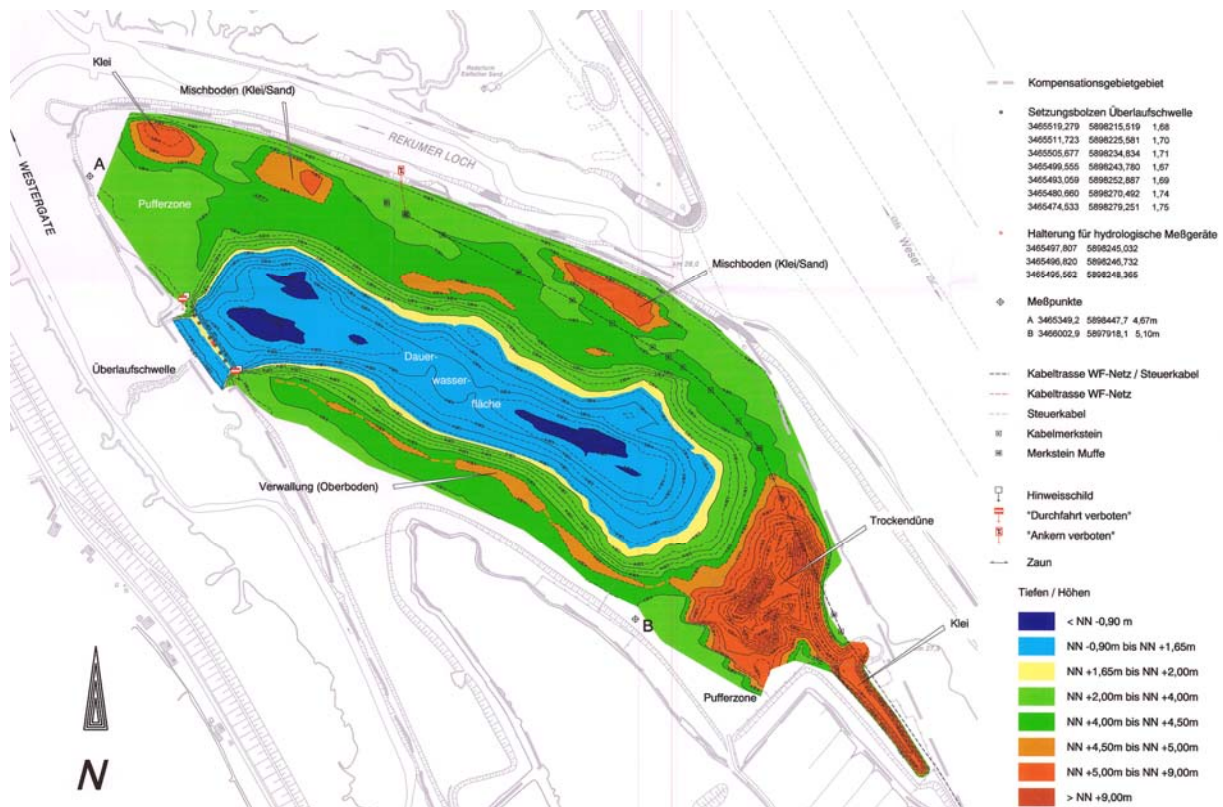 Klei
Mischboden (Klei/Sand)
REKUMER LOCH
A
WESTERGATE
Pufferzone
Weser
Mischboden (Klei/Sand)
Überlaufschwelle
Dauer-
wasser-
fläche
Verwallung (Oberboden)
Trockendüne
B
Klei
Pufferzone
N
Kompensationsgebietgebiet
Setzungsbolzen Überlaufschwelle
3465519,279 5898215,519 1,68
3465511,723 5898225,581 1,70
3465505,677 5898234,834 1,71
3465499,555 5898243,780 1,67
3465493,059 5898252,887 1,69
3465480,660 5898270,492 1,74
3465474,533 5898279,251 1,75
Halterung für hydrologische Meßgeräte
3465497,807 5898245,032
3465496,820 5898246,732
3465495,562 5898248,365
Meßpunkte
A 3465349,2 5898447,7 4,67m
B 3466002,9 5897918,1 5,10m
Kabeltrasse WF-Netz / Steuerkabel
Kabeltrasse WF-Netz
Steuerkabel
Kabelmerkstein
Merkstein Muffe
Hinweisschild
"Durchfahrt verboten"
"Ankern verboten"
Zaun
Tiefen / Höhen
< NN -0,90 m
NN -0,90m bis NN +1,65m
NN +1,65m bis NN +2,00m
NN +2,00m bis NN +4,00m
NN +4,00m bis NN +4,50m
NN +4,50m bis NN +5,00m
NN +5,00m bis NN +9,00m
> NN +9,00m